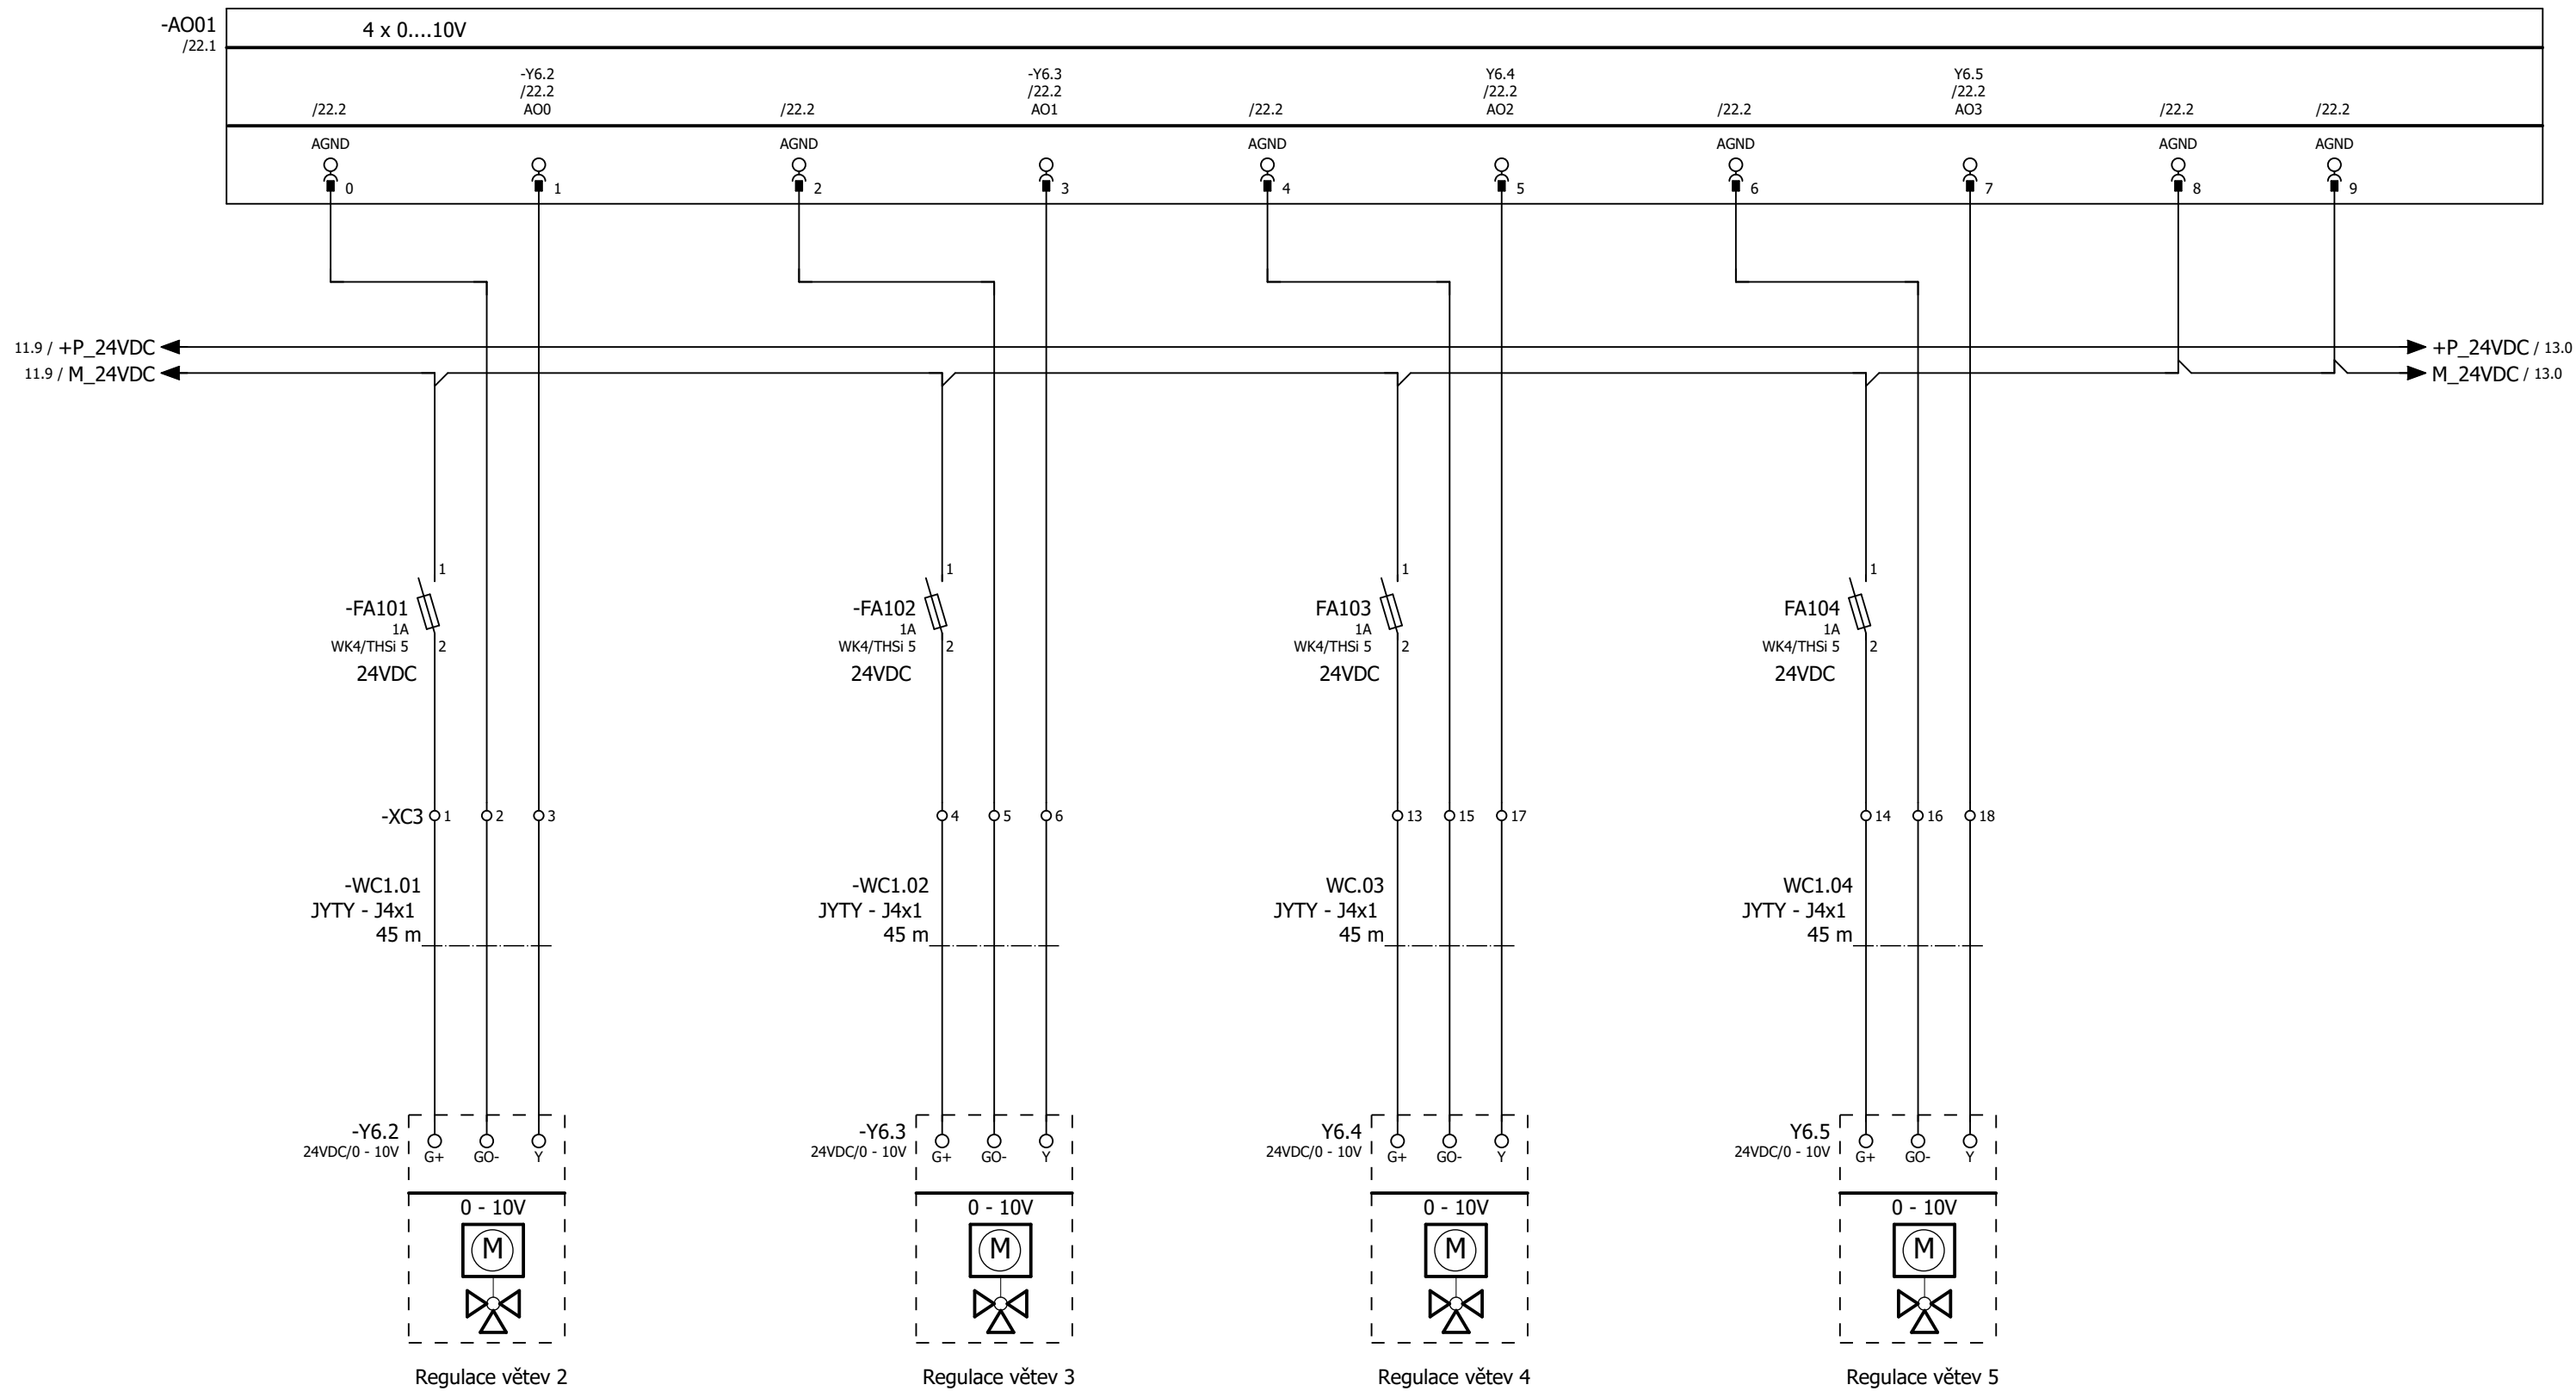 -AO01
/22.1
4 x 0....10V
-Y6.2
/22.2
AO0
-Y6.3
/22.2
AO1
Y6.4
/22.2
AO2
Y6.5
/22.2
AO3
/22.2
/22.2
/22.2
/22.2
/22.2
/22.2
AGND
AGND
AGND
AGND
AGND
AGND
0
1
2
3
4
5
6
7
8
9
11.9 / +P_24VDC
+P_24VDC / 13.0
11.9 / M_24VDC
M_24VDC / 13.0
1
-FA101
1A
WK4/THSi 5
2
24VDC
1
-FA102
1A
WK4/THSi 5
2
24VDC
1
FA103
1A
WK4/THSi 5
2
24VDC
1
FA104
1A
WK4/THSi 5
2
24VDC
-XC3
1
2
3
4
5
6
13
15
17
14
16
18
-WC1.01
JYTY - J4x1
45 m
-WC1.02
JYTY - J4x1
45 m
WC.03
JYTY - J4x1
45 m
WC1.04
JYTY - J4x1
45 m
-Y6.2
24VDC/0 - 10V
G+
GO-
Y
-Y6.3
24VDC/0 - 10V
G+
GO-
Y
Y6.4
24VDC/0 - 10V
G+
GO-
Y
Y6.5
24VDC/0 - 10V
G+
GO-
Y
0 - 10V
M
0 - 10V
M
0 - 10V
M
0 - 10V
M
Regulace větev 2
Regulace větev 3
Regulace větev 4
Regulace větev 5